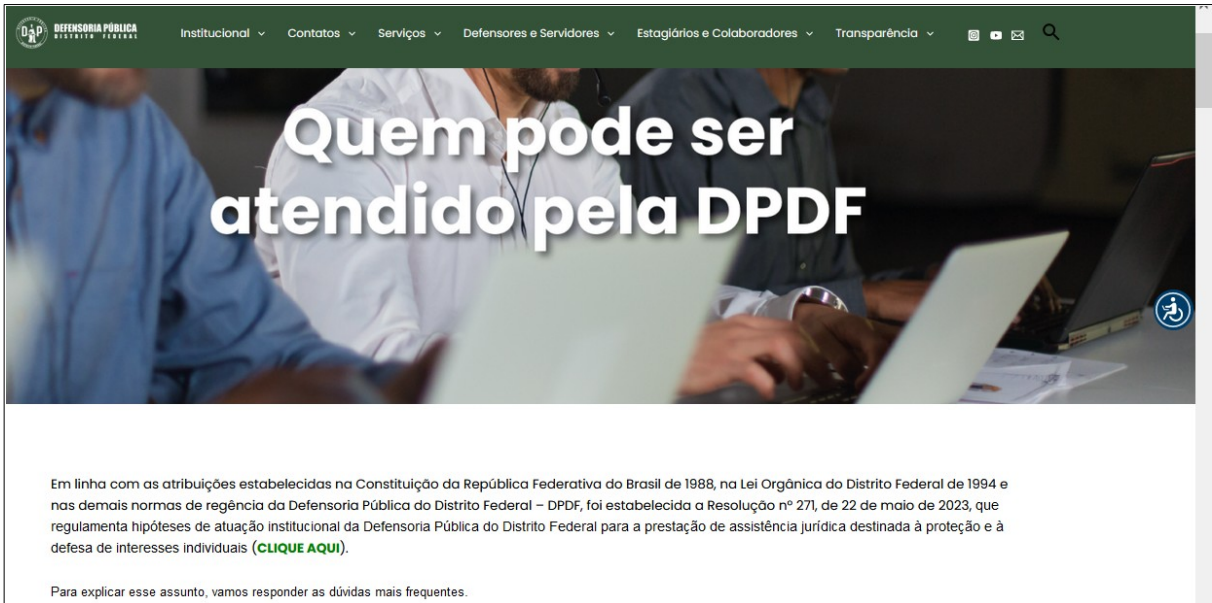 DEFENSORIA PÚBLICA
DISTRITO FEDERAL
Institucional
Contatos
Serviços
Defensores e Servidores
Estagiários e Colaboradores
Transparência
Quem pode ser
atendido pela DPDF
Em linha com as atribuições estabelecidas na Constituição da República Federativa do Brasil de 1988, na Lei Orgânica do Distrito Federal de 1994 e
nas demais normas de regência da Defensoria Pública do Distrito Federal – DPDF, foi estabelecida a Resolução nº 271, de 22 de maio de 2023, que
regulamenta hipóteses de atuação institucional da Defensoria Pública do Distrito Federal para a prestação de assistência jurídica destinada à proteção e à
defesa de interesses individuais (CLIQUE AQUI).
Para explicar esse assunto, vamos responder as dúvidas mais frequentes.